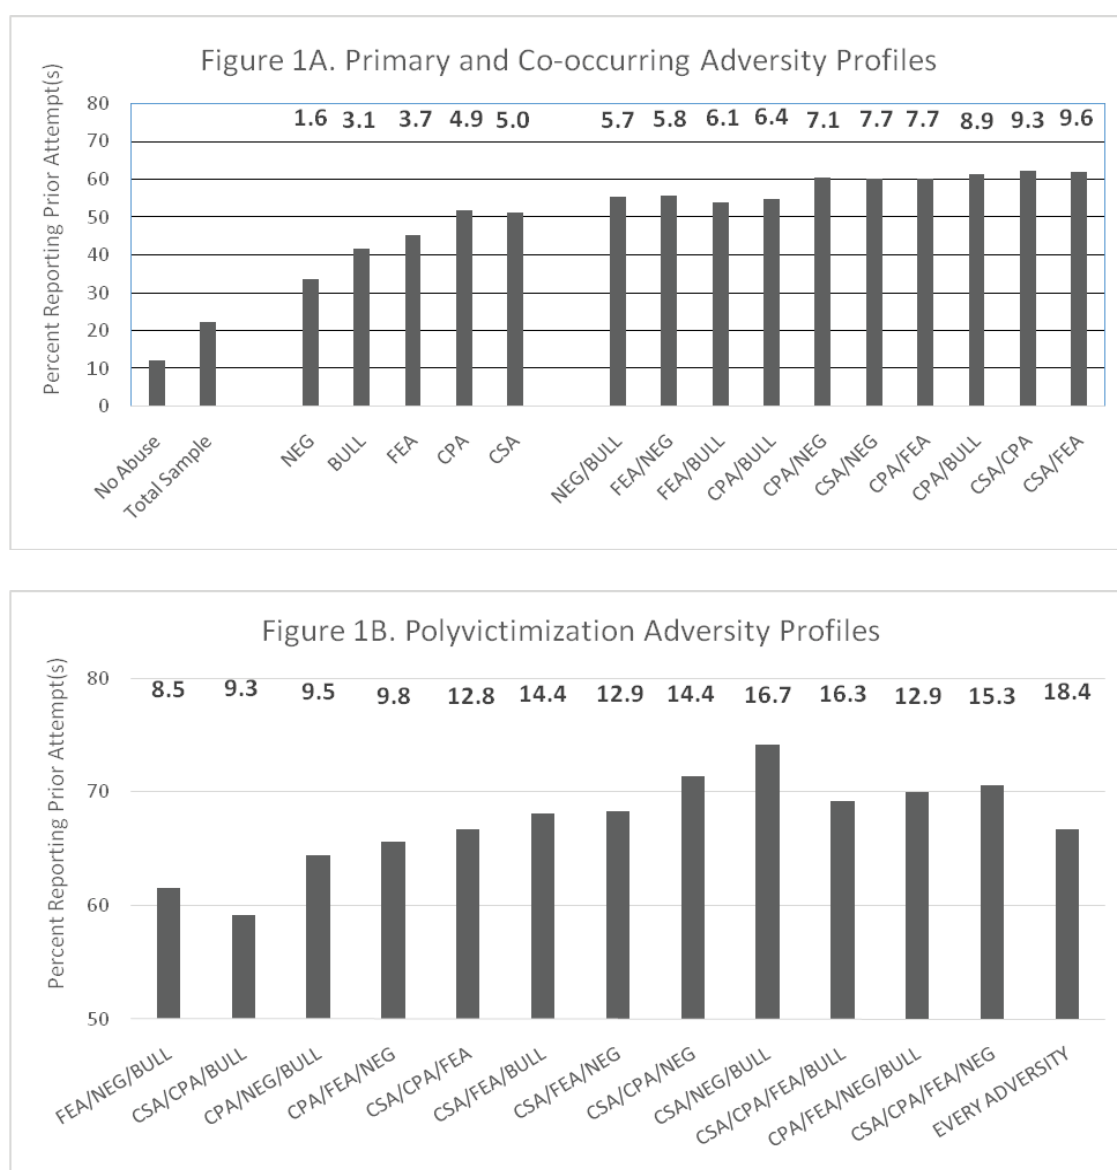 Figure 1A. Primary and Co-occurring Adversity Profiles
Percent Reporting Prior Attempt(s)
80
70
60
50
40
30
20
10
0
1.6 3.1 3.7 4.9 5.0 5.7 5.8 6.1 6.4 7.1 7.7 7.7 8.9 9.3 9.6
No Abuse
Total Sample
NEG
BULL
FEA
CPA
CSA
NEG/BULL
FEA/NEG
FEA/BULL
CPA/BULL
CPA/NEG
CSA/NEG
CPA/FEA
CPA/BULL
CSA/CPA
CSA/FEA
Figure 1B. Polyvictimization Adversity Profiles
Percent Reporting Prior Attempt(s)
80
70
60
50
8.5 9.3 9.5 9.8 12.8 14.4 12.9 14.4 16.7 16.3 12.9 15.3 18.4
FEA/NEG/BULL
CSA/CPA/BULL
CPA/NEG/BULL
CPA/FEA/NEG
CSA/CPA/FEA
CSA/FEA/BULL
CSA/FEA/NEG
CSA/CPA/NEG
CSA/NEG/BULL
CSA/CPA/FEA/BULL
CPA/FEA/NEG/BULL
CSA/CPA/FEA/NEG
EVERY ADVERSITY